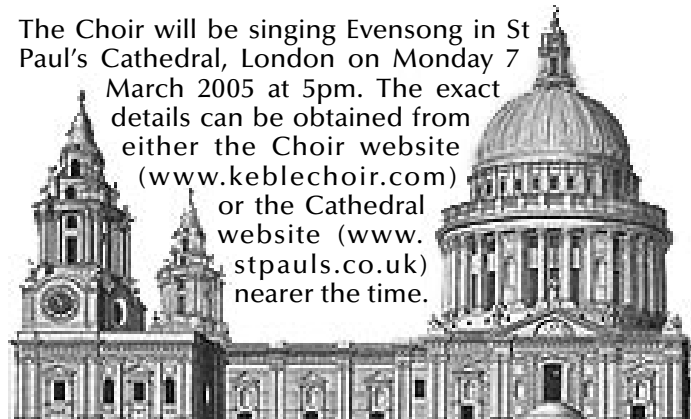 The Choir will be singing Evensong in St
Paul's Cathedral, London on Monday 7
March 2005 at 5pm. The exact
details can be obtained from
either the Choir website
(www.keblechoir.com)
or the Cathedral
website (www.
stpauls.co.uk)
nearer the time.